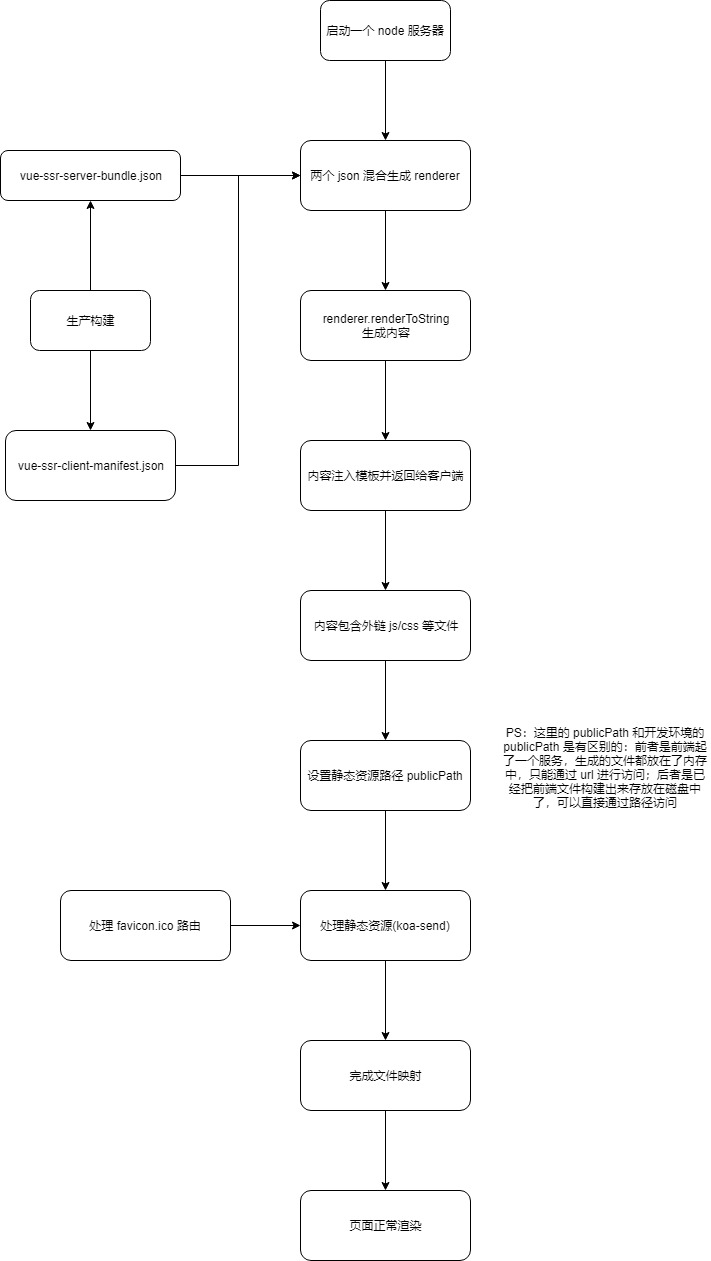 启动一个 node 服务器
vue-ssr-server-bundle.json
两个 json 混合生成 renderer
生产构建
renderer.renderToString
生成内容
vue-ssr-client-manifest.json
内容注入模板并返回给客户端
内容包含外链 js/css 等文件
设置静态资源路径 publicPath
PS：这里的 publicPath 和开发环境的
publicPath 是有区别的：前者是前端起
了一个服务，生成的文件都放在了内存
中，只能通过 url 进行访问；后者是已
经把前端文件构建出来存放在磁盘中
了，可以直接通过路径访问
处理 favicon.ico 路由
处理静态资源(koa-send)
完成文件映射
页面正常渲染